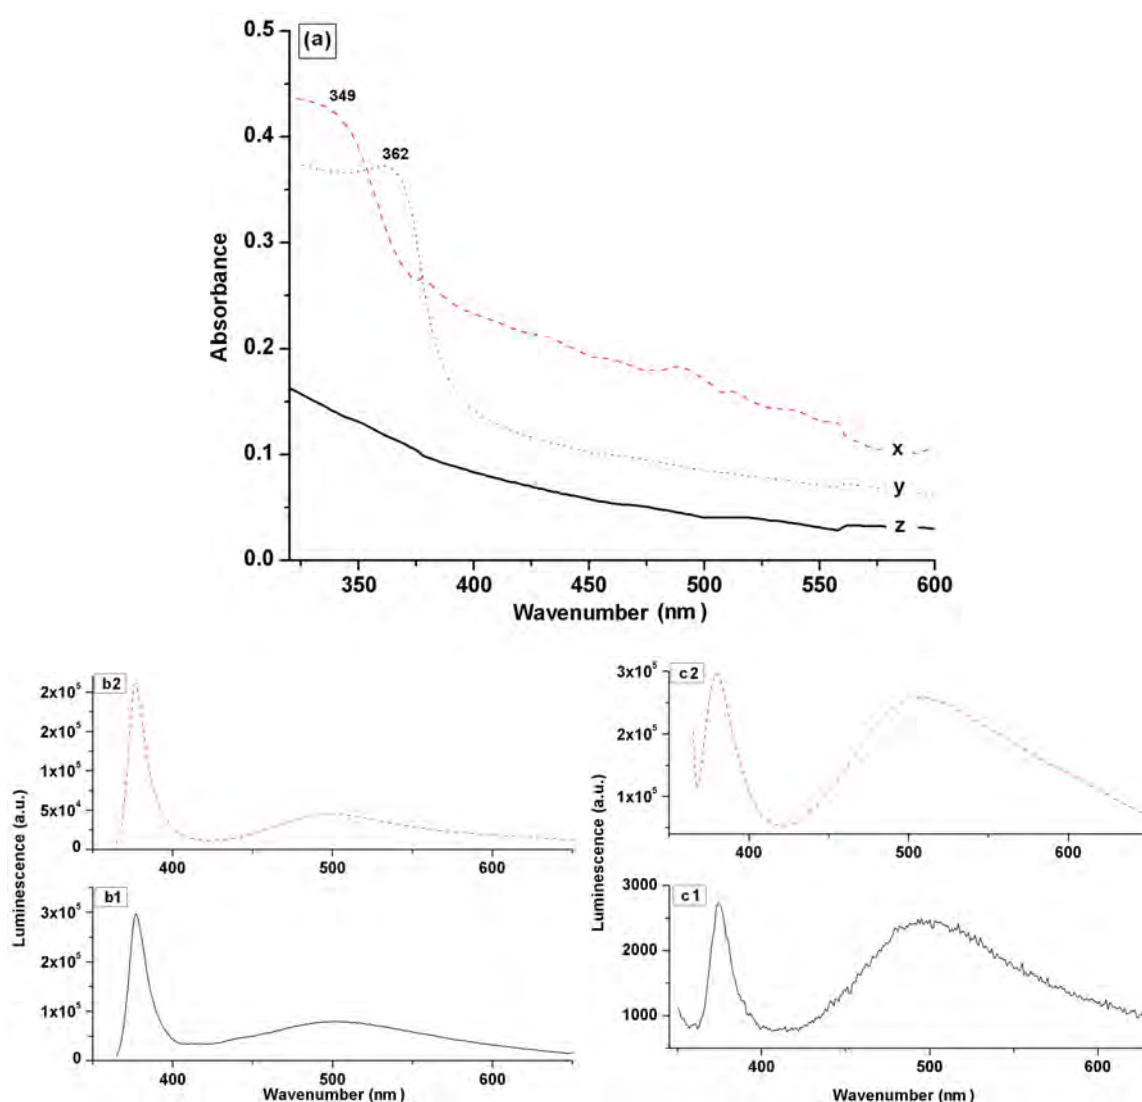 (a)
0.5
0.4
0.3
0.2
0.1
0.0
349
362
x
y
z
350 400 450 500 550 600
Absorbance
Wavenumber (nm)
b2
2x10⁵
2x10⁵
1x10⁵
5x10⁴
0
400 500 600
b1
3x10⁵
2x10⁵
1x10⁵
0
400 500 600
Luminescence (a.u.)
Wavenumber (nm)
c2
3x10⁵
2x10⁵
1x10⁵
400 500 600
c1
3000
2000
1000
400 500 600
Luminescence (a.u.)
Wavenumber (nm)